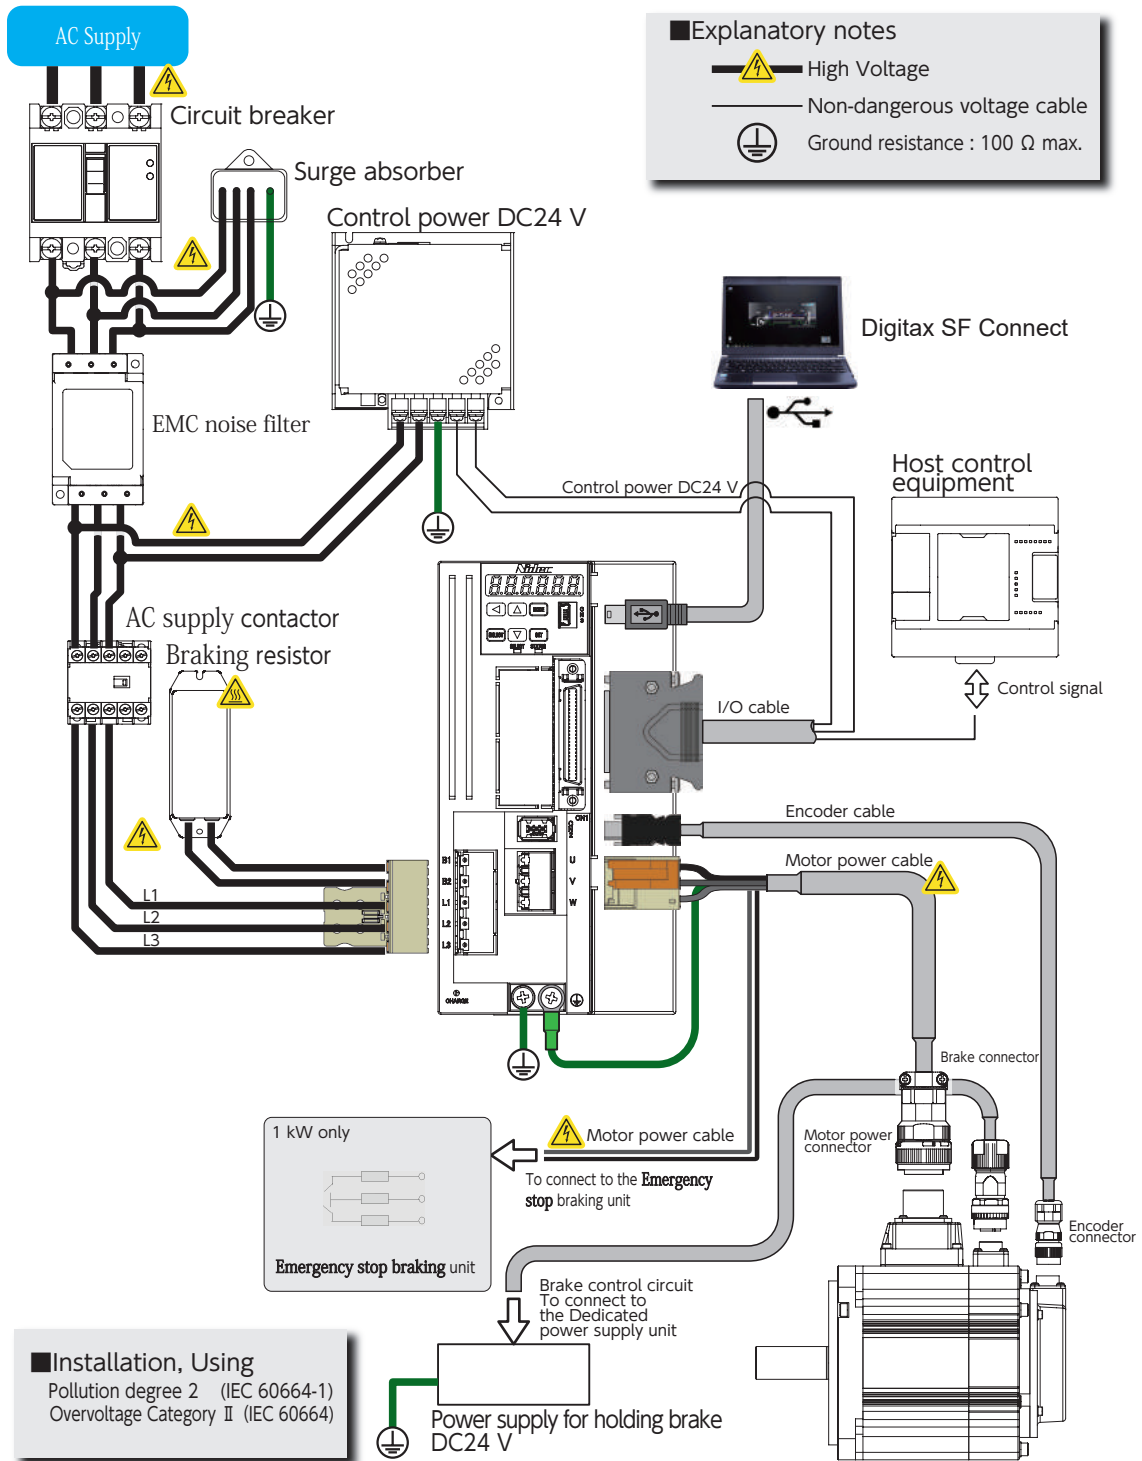 AC Supply
■Explanatory notes
High Voltage
Non-dangerous voltage cable
Ground resistance : 100 Ω max.
Circuit breaker
Surge absorber
Control power DC24 V
Digitax SF Connect
EMC noise filter
Host control
equipment
Control power DC24 V
Nidec
AC supply contactor
Braking resistor
Control signal
I/O cable
Encoder cable
CN1
Motor power cable
B1
B2
L1
L2
L3
U
V
W
L1
L2
L3
CHARGE
Brake connector
1 kW only
Motor power cable
Motor power
connector
To connect to the Emergency
stop braking unit
Encoder
connector
Emergency stop braking unit
Brake control circuit
To connect to
the Dedicated
power supply unit
■Installation, Using
Pollution degree 2 (IEC 60664-1)
Overvoltage Category Ⅱ (IEC 60664)
Power supply for holding brake
DC24 V